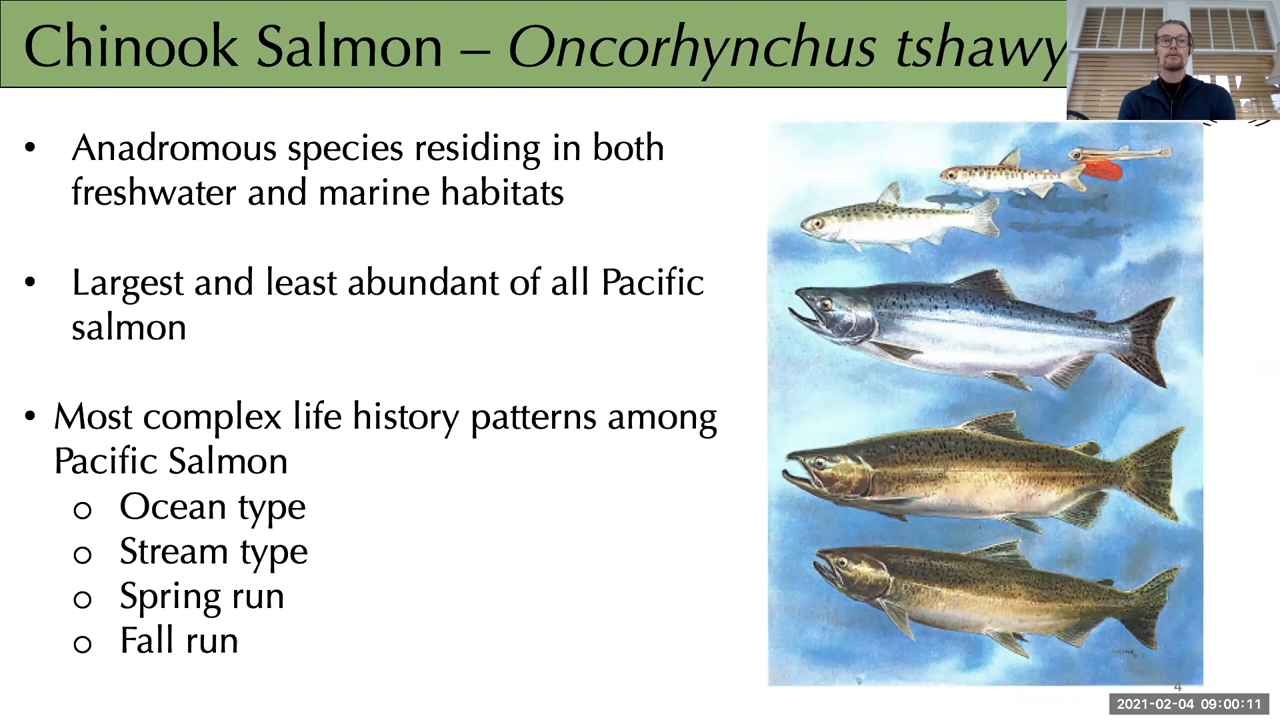 Chinook Salmon – Oncorhynchus tshawy
• Anadromous species residing in both
freshwater and marine habitats
• Largest and least abundant of all Pacific
salmon
• Most complex life history patterns among
Pacific Salmon
o Ocean type
o Stream type
o Spring run
o Fall run
4
2021-02-04 09:00:11